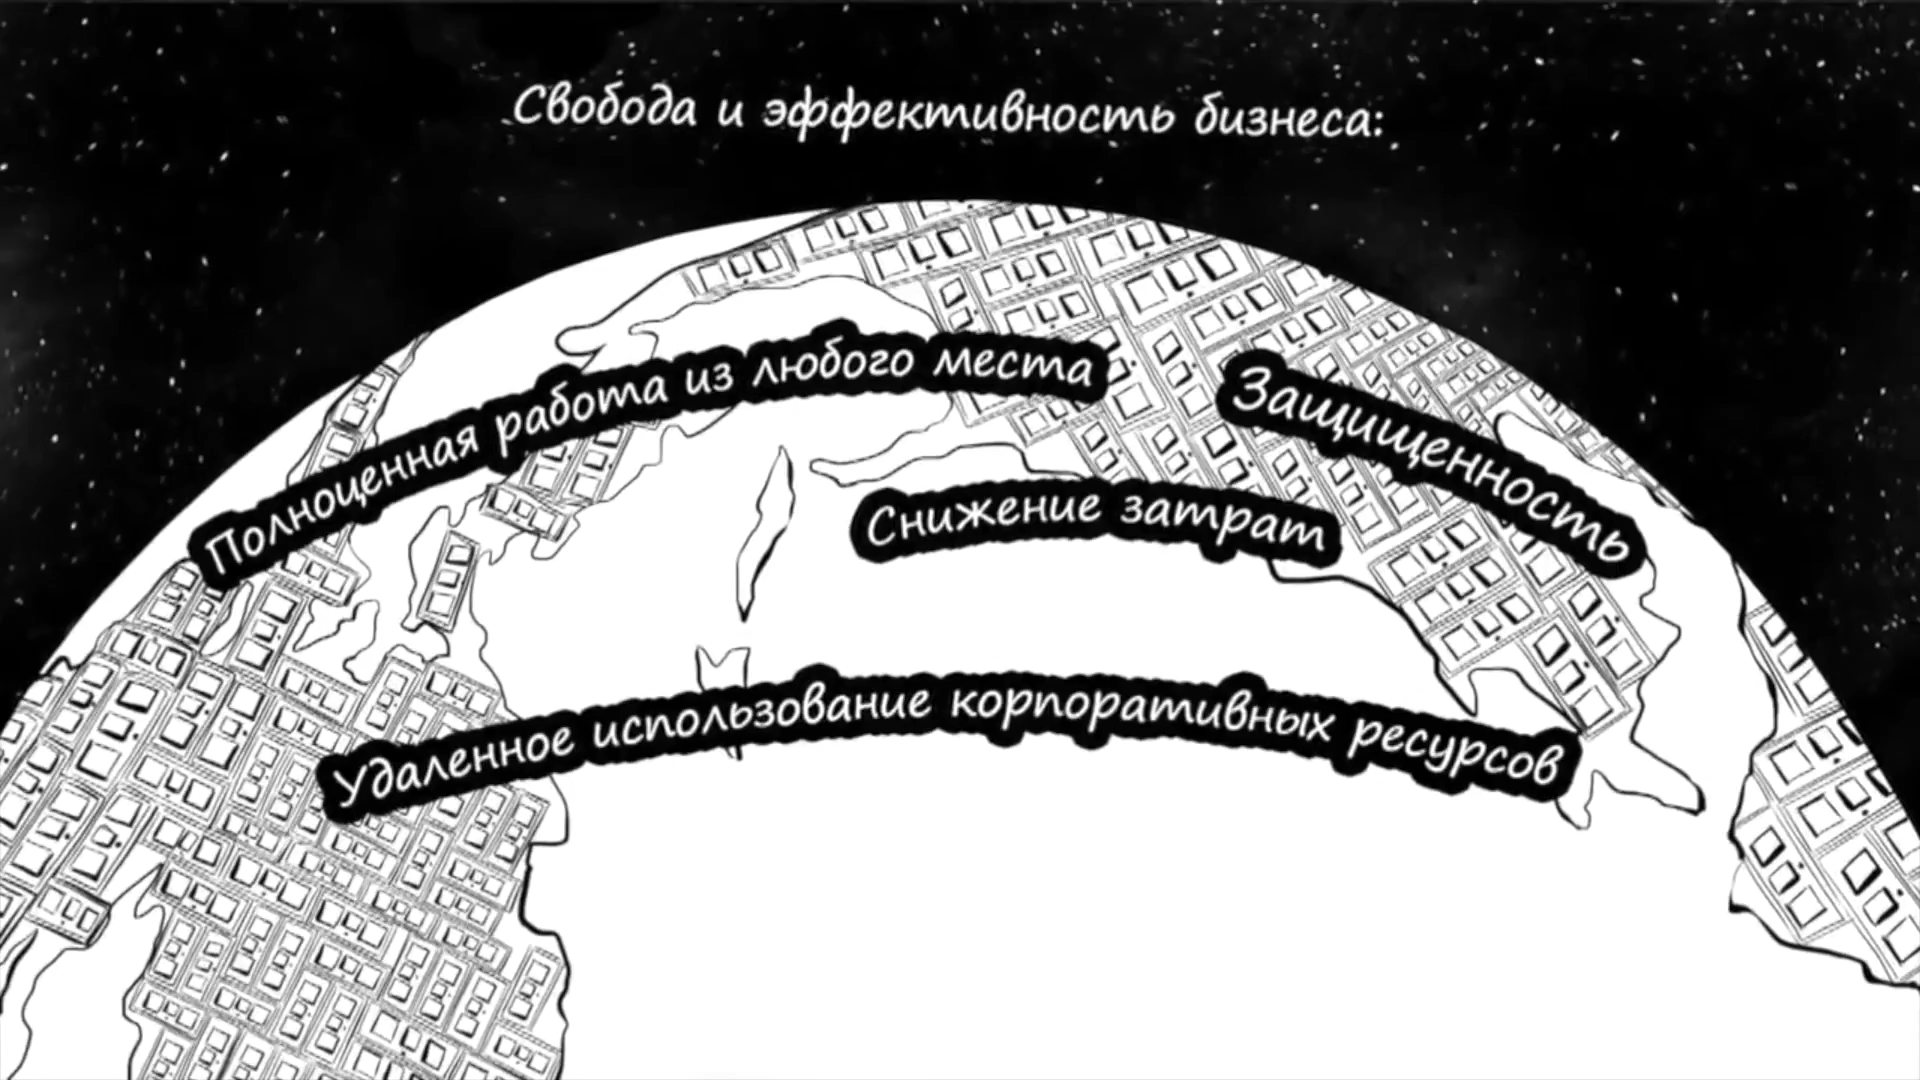 Свобода и эффективность бизнеса:
Полноценная работа из любого места
Защищенность
Снижение затрат
Удаленное использование корпоративных ресурсов